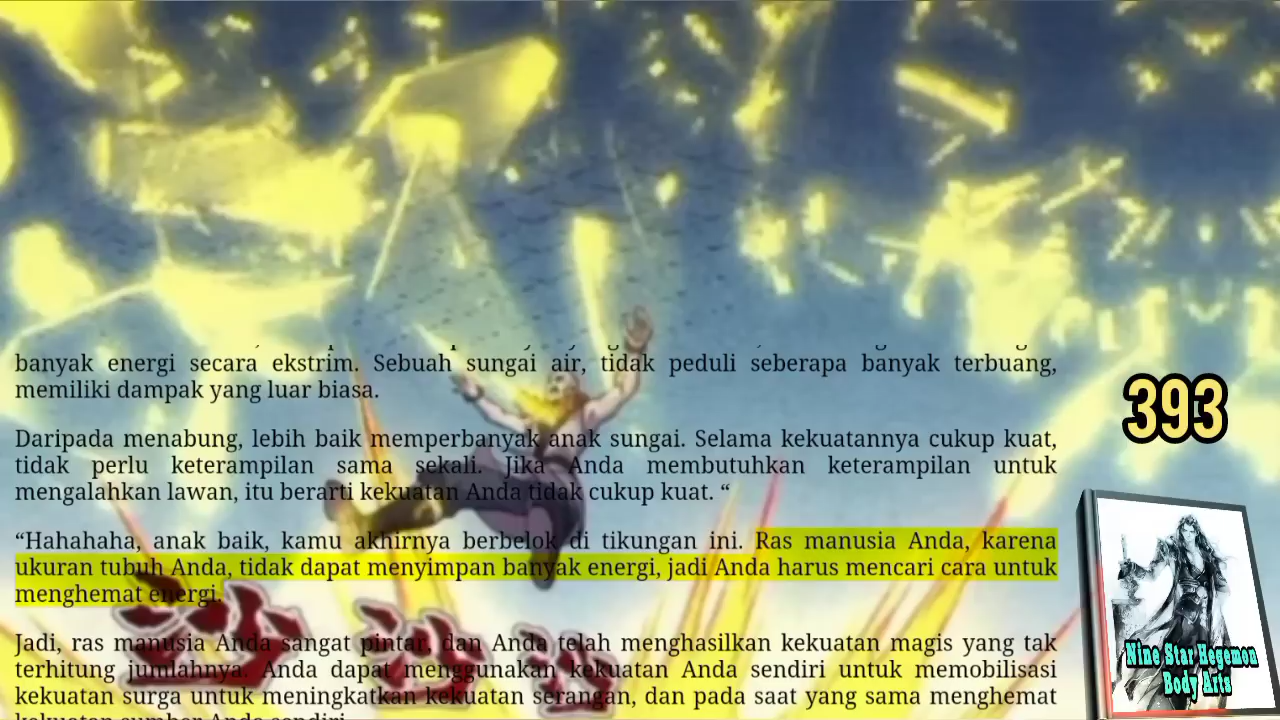 banyak energi secara ekstrim. Sebuah sungai air, tidak peduli seberapa banyak terbuang,
memiliki dampak yang luar biasa.
Daripada menabung, lebih baik memperbanyak anak sungai. Selama kekuatannya cukup kuat,
tidak perlu keterampilan sama sekali. Jika Anda membutuhkan keterampilan untuk
mengalahkan lawan, itu berarti kekuatan Anda tidak cukup kuat. “
“Hahahaha, anak baik, kamu akhirnya berbelok di tikungan ini. Ras manusia Anda, karena
ukuran tubuh Anda, tidak dapat menyimpan banyak energi, jadi Anda harus mencari cara untuk
menghemat energi.
Jadi, ras manusia Anda sangat pintar, dan Anda telah menghasilkan kekuatan magis yang tak
terhitung jumlahnya. Anda dapat menggunakan kekuatan Anda sendiri untuk memobilisasi
kekuatan surga untuk meningkatkan kekuatan serangan, dan pada saat yang sama menghemat
kekuatan sumber Anda sendiri.
393
Nine Star Hegemon
Body Arts